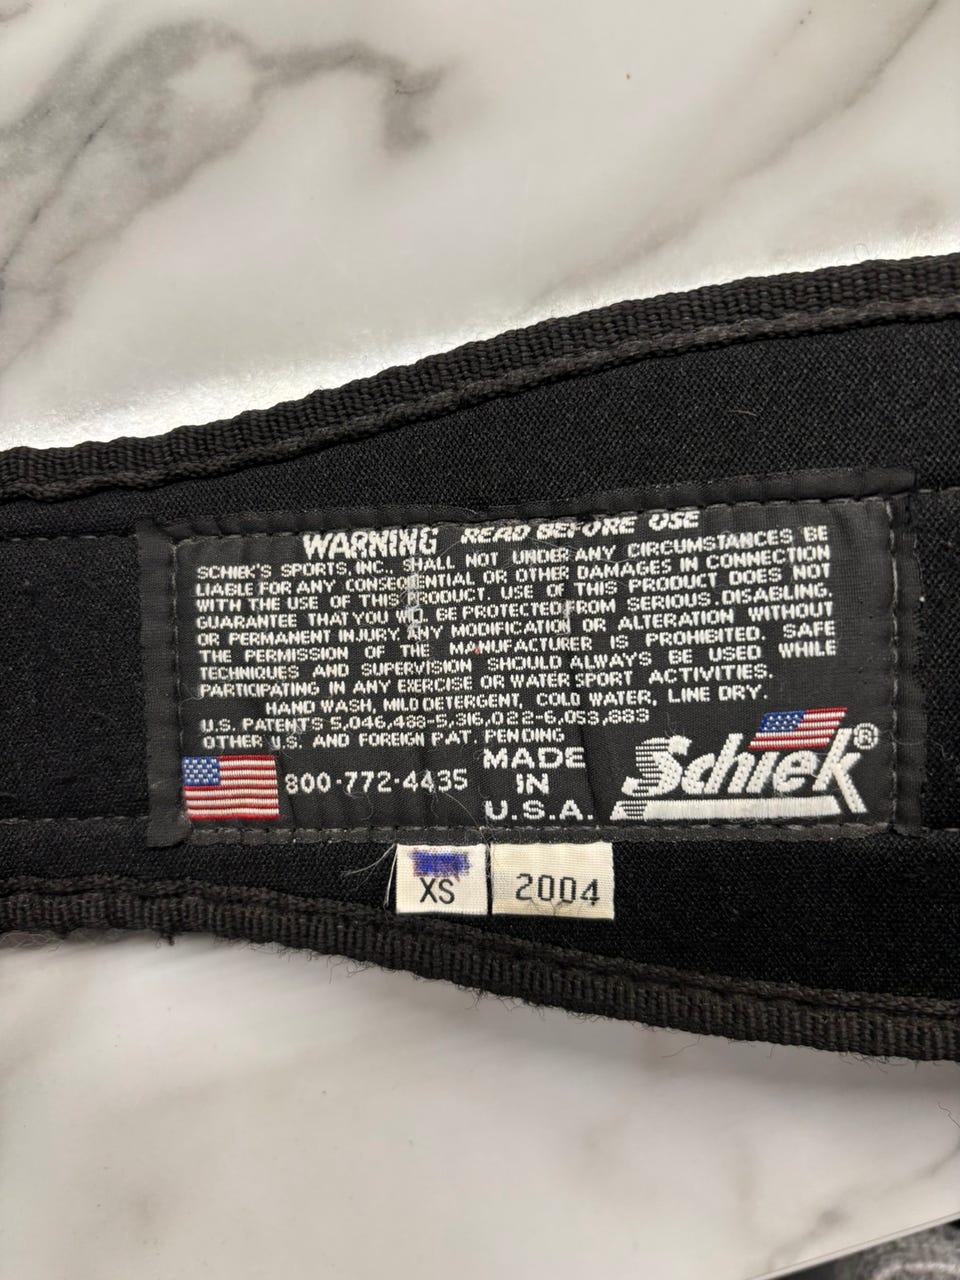 WARNING READ BEFORE USE
SCHIEK'S SPORTS, INC., SHALL NOT UNDER ANY CIRCUMSTANCES BE
LIABLE FOR ANY CONSEQUENTIAL OR OTHER DAMAGES IN CONNECTION
WITH THE USE OF THIS PRODUCT. USE OF THIS PRODUCT DOES NOT
GUARANTEE THAT YOU WILL BE PROTECTED FROM SERIOUS, DISABLING,
OR PERMANENT INJURY. ANY MODIFICATION OR ALTERATION WITHOUT
THE PERMISSION OF THE MANUFACTURER IS PROHIBITED. SAFE
TECHNIQUES AND SUPERVISION SHOULD ALWAYS BE USED WHILE
PARTICIPATING IN ANY EXERCISE OR WATER SPORT ACTIVITIES.
HAND WASH, MILD DETERGENT, COLD WATER, LINE DRY.
U.S. PATENTS 5,046,488-5,316,022-6,053,883
OTHER U.S. AND FOREIGN PAT. PENDING
800-772-4435
MADE
IN
U.S.A.
Schiek®
XS
2004